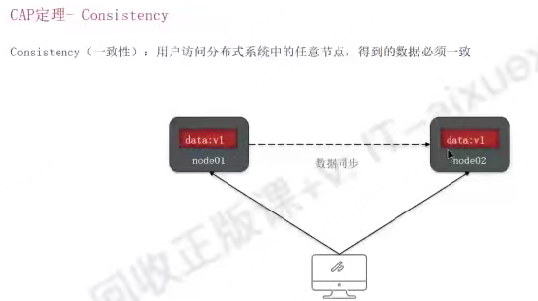 CAP定理- Consistency
Consistency（一致性）：用户访问分布式系统中的任意节点，得到的数据必须一致
data:v1
node01
数据同步
data:v1
node02
回收正版课+v: IT-aixuex